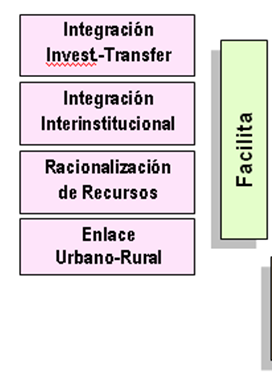 Integración
Invest.-Transfer
Integración
Interinstitucional
Racionalización
de Recursos
Enlace
Urbano-Rural
Facilita